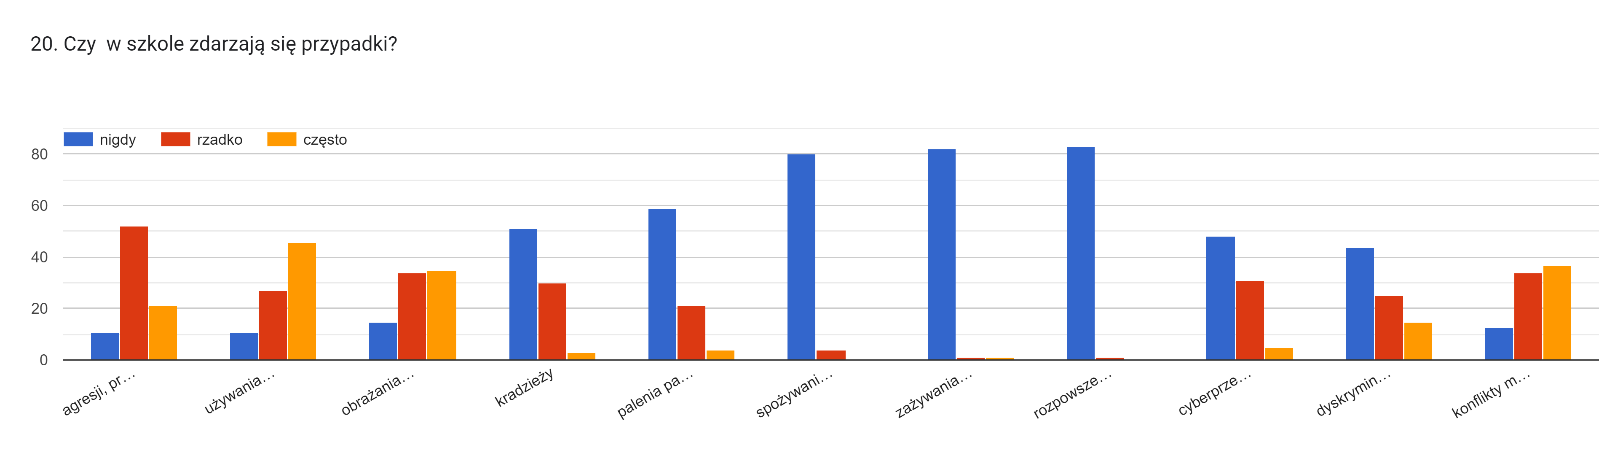 20. Czy  w szkole zdarzają się przypadki?
nigdy rzadko często
80
60
40
20
0
agresji, pr…
używania…
obrażania…
kradzieży
palenia pa…
spożywani…
zażywania…
rozpowsze…
cyberprze…
dyskrymin…
konflikty m…